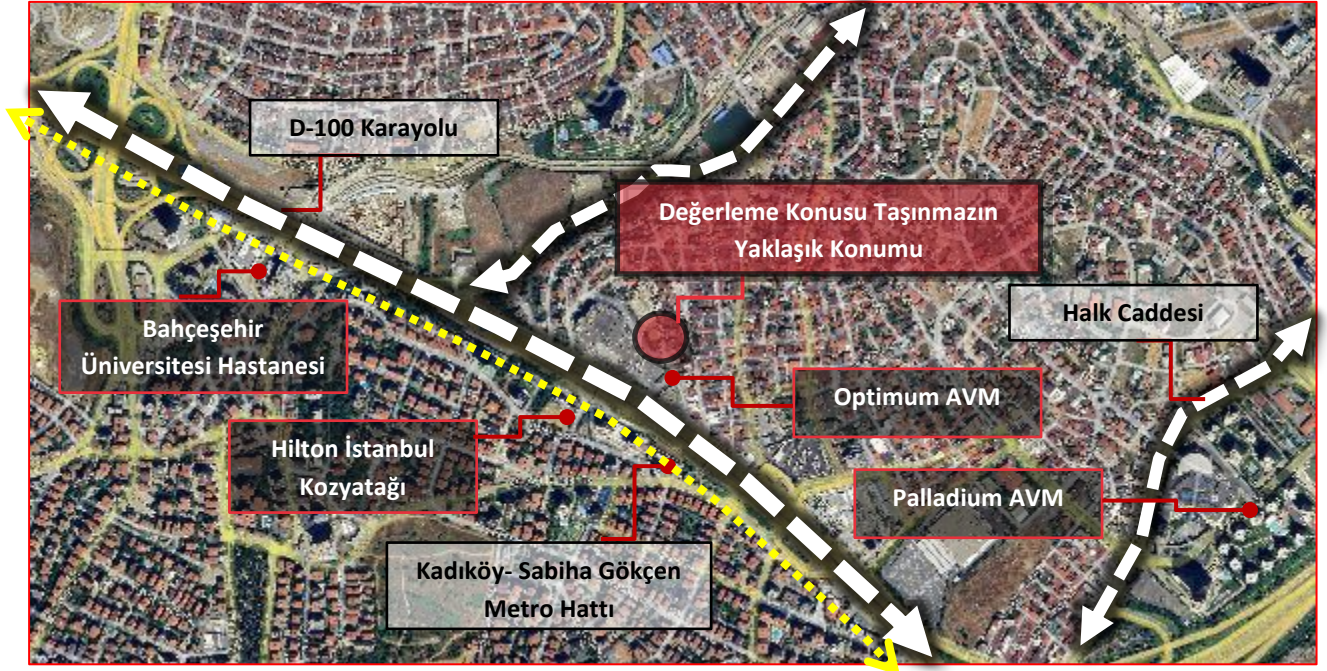 D-100 Karayolu
Değerleme Konusu Taşınmazın
Yaklaşık Konumu
Halk Caddesi
Bahçeşehir
Üniversitesi Hastanesi
Optimum AVM
Hilton İstanbul
Kozyatağı
Palladium AVM
Kadıköy- Sabiha Gökçen
Metro Hattı